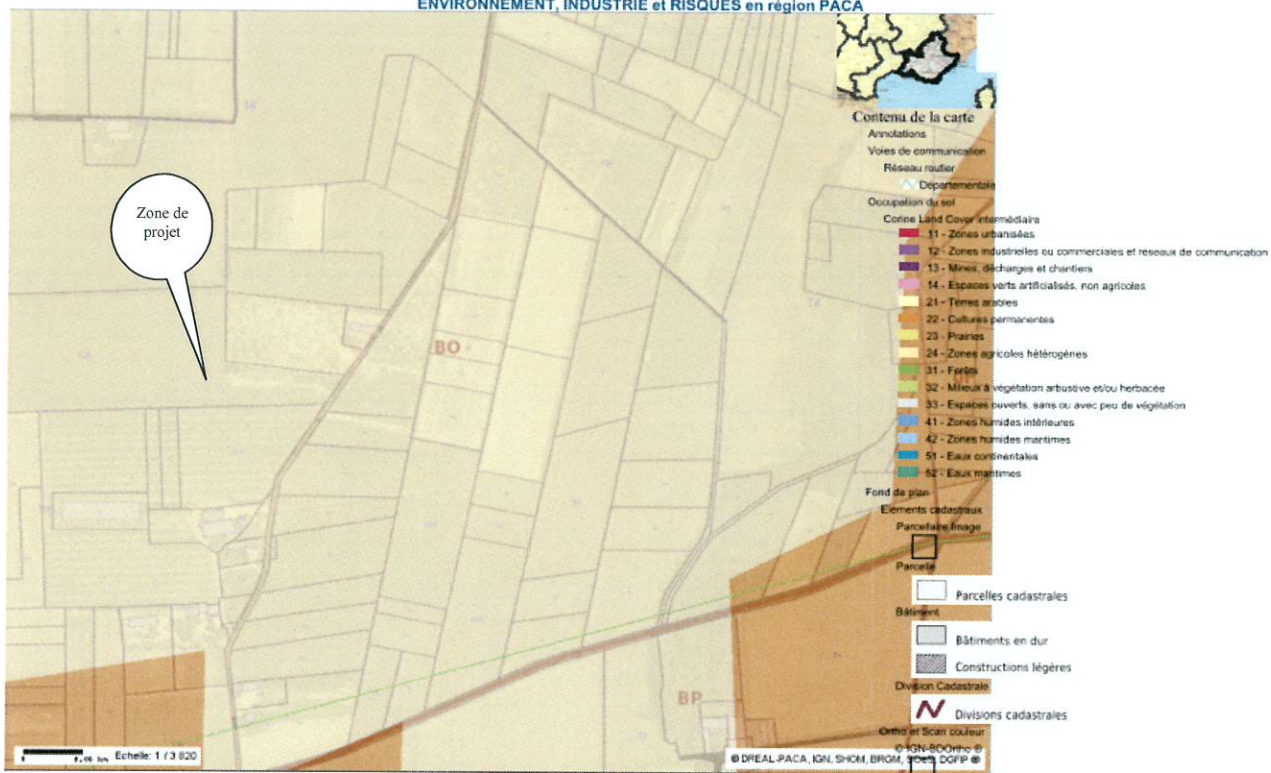 ENVIRONNEMENT, INDUSTRIE et RISQUES en région PACA
Zone de
projet
BO
BP
Contenu de la carte
Annotations
Voies de communication
Réseau routier
Départementale
Occupation du sol
Corine Land Cover intermédiaire
11 - Zones urbanisées
12 - Zones industrielles ou commerciales et réseaux de communication
13 - Mines, décharges et chantiers
14 - Espaces verts artificialisés, non agricoles
21 - Terres arables
22 - Cultures permanentes
23 - Prairies
24 - Zones agricoles hétérogènes
31 - Forêts
32 - Milieux à végétation arbustive et/ou herbacée
33 - Espaces ouverts, sans ou avec peu de végétation
41 - Zones humides intérieures
42 - Zones humides maritimes
51 - Eaux continentales
52 - Eaux maritimes
Fond de plan
Eléments cadastraux
Parcellaire Image
Parcelle
Parcelles cadastrales
Bâtiment
Bâtiments en dur
Constructions légères
Division Cadastrale
Divisions cadastrales
Ortho et Scan couleur
© IGN-BDOrtho ®
Echelle: 1 / 3 820
© DREAL-PACA, IGN, SHOM, BRGM, SOeS, DGFIP ®